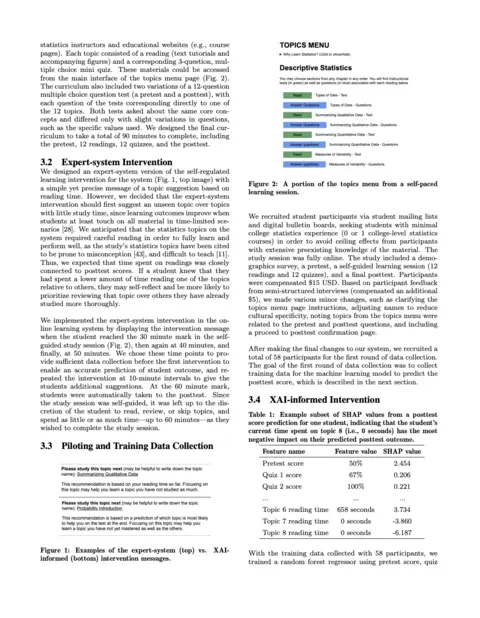 statistics instructors and educational websites (e.g., course
pages). Each topic consisted of a reading (text tutorials and
accompanying figures) and a corresponding 3-question, mul-
tiple choice mini quiz. These materials could be accessed
from the main interface of the topics menu page (Fig. 2).
The curriculum also included two variations of a 12-question
multiple choice question test (a pretest and a posttest), with
each question of the tests corresponding directly to one of
the 12 topics. Both tests asked about the same core con-
cepts and differed only with slight variations in questions,
such as the specific values used. We designed the final cur-
riculum to take a total of 90 minutes to complete, including
the pretest, 12 readings, 12 quizzes, and the posttest.
3.2 Expert-system Intervention
We designed an expert-system version of the self-regulated
learning intervention for the system (Fig. 1, top image) with
a simple yet precise message of a topic suggestion based on
reading time. However, we decided that the expert-system
intervention should first suggest an unseen topic over topics
with little study time, since learning outcomes improve when
students at least touch on all material in time-limited sce-
narios [28]. We anticipated that the statistics topics on the
system required careful reading in order to fully learn and
perform well, as the study's statistics topics have been cited
to be prone to misconception [43], and difficult to teach [11].
Thus, we expected that time spent on readings was closely
connected to posttest scores. If a student knew that they
had spent a lower amount of time reading one of the topics
relative to others, they may self-reflect and be more likely to
prioritize reviewing that topic over others they have already
studied more thoroughly.
We implemented the expert-system intervention in the on-
line learning system by displaying the intervention message
when the student reached the 30 minute mark in the self-
guided study session (Fig. 2), then again at 40 minutes, and
finally, at 50 minutes. We chose these time points to pro-
vide sufficient data collection before the first intervention to
enable an accurate prediction of student outcome, and re-
peated the intervention at 10-minute intervals to give the
students additional suggestions. At the 60 minute mark,
students were automatically taken to the posttest. Since
the study session was self-guided, it was left up to the dis-
cretion of the student to read, review, or skip topics, and
spend as little or as much time—up to 60 minutes—as they
wished to complete the study session.
3.3 Piloting and Training Data Collection
Please study this topic next (may be helpful to write down the topic
name): Summarizing Qualitative Data
This recommendation is based on your reading time so far. Focusing on
this topic may help you learn a topic you have not studied as much.
Please study this topic next (may be helpful to write down the topic
name): Probability Introduction
This recommendation is based on a prediction of which topic is most likely
to help you on the test at the end. Focusing on this topic may help you
learn a topic you have not yet mastered as well as the others.
Figure 1: Examples of the expert-system (top) vs. XAI-
informed (bottom) intervention messages.
TOPICS MENU
Why Learn Statistics? (click to show/hide)
Descriptive Statistics
You may choose sections from any chapter in any order. You will find instructional
texts (in green) as well as questions (in blue) associated with each reading below.
Read Types of Data - Text
Answer Questions Types of Data - Questions
Read Summarizing Qualitative Data - Text
Answer Questions Summarizing Qualitative Data - Questions
Read Summarizing Quantitative Data - Text
Answer Questions Summarizing Quantitative Data - Questions
Read Measures of Variability - Text
Answer Questions Measures of Variability - Questions
Figure 2: A portion of the topics menu from a self-paced
learning session.
We recruited student participants via student mailing lists
and digital bulletin boards, seeking students with minimal
college statistics experience (0 or 1 college-level statistics
courses) in order to avoid ceiling effects from participants
with extensive preexisting knowledge of the material. The
study session was fully online. The study included a demo-
graphics survey, a pretest, a self-guided learning session (12
readings and 12 quizzes), and a final posttest. Participants
were compensated $15 USD. Based on participant feedback
from semi-structured interviews (compensated an additional
$5), we made various minor changes, such as clarifying the
topics menu page instructions, adjusting names to reduce
cultural specificity, noting topics from the topics menu were
related to the pretest and posttest questions, and including
a proceed to posttest confirmation page.
After making the final changes to our system, we recruited a
total of 58 participants for the first round of data collection.
The goal of the first round of data collection was to collect
training data for the machine learning model to predict the
posttest score, which is described in the next section.
3.4 XAI-informed Intervention
Table 1: Example subset of SHAP values from a posttest
score prediction for one student, indicating that the student's
current time spent on topic 8 (i.e., 0 seconds) has the most
negative impact on their predicted posttest outcome.
Feature name Feature value SHAP value
Pretest score 50% 2.454
Quiz 1 score 67% 0.206
Quiz 2 score 100% 0.221
... ... ...
Topic 6 reading time 658 seconds 3.734
Topic 7 reading time 0 seconds -3.860
Topic 8 reading time 0 seconds -6.187
With the training data collected with 58 participants, we
trained a random forest regressor using pretest score, quiz